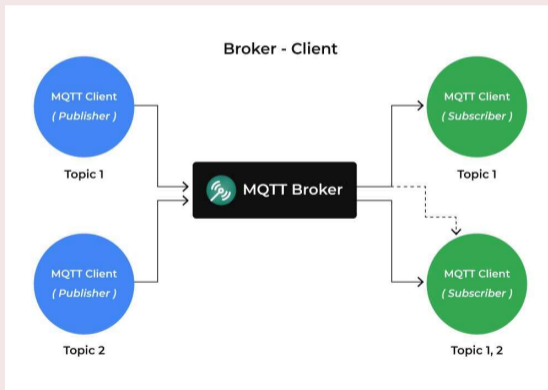 Broker - Client
MQTT Client
( Publisher )
Topic 1
MQTT Client
( Subscriber )
Topic 1
MQTT Broker
MQTT Client
( Publisher )
Topic 2
MQTT Client
( Subscriber )
Topic 1, 2